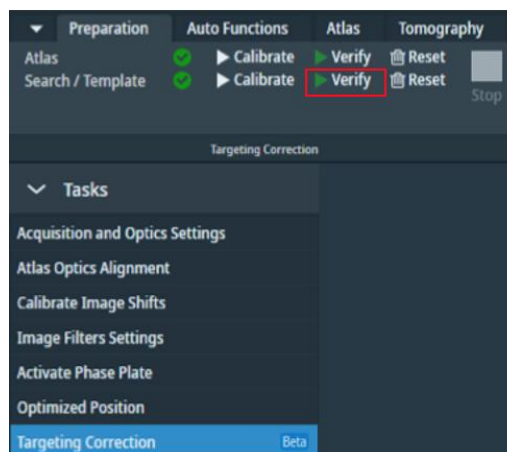 Preparation Auto Functions Atlas Tomography
Atlas Calibrate Verify Reset
Search / Template Calibrate Verify Reset
Stop
Targeting Correction
Tasks
Acquisition and Optics Settings
Atlas Optics Alignment
Calibrate Image Shifts
Image Filters Settings
Activate Phase Plate
Optimized Position
Targeting Correction Beta